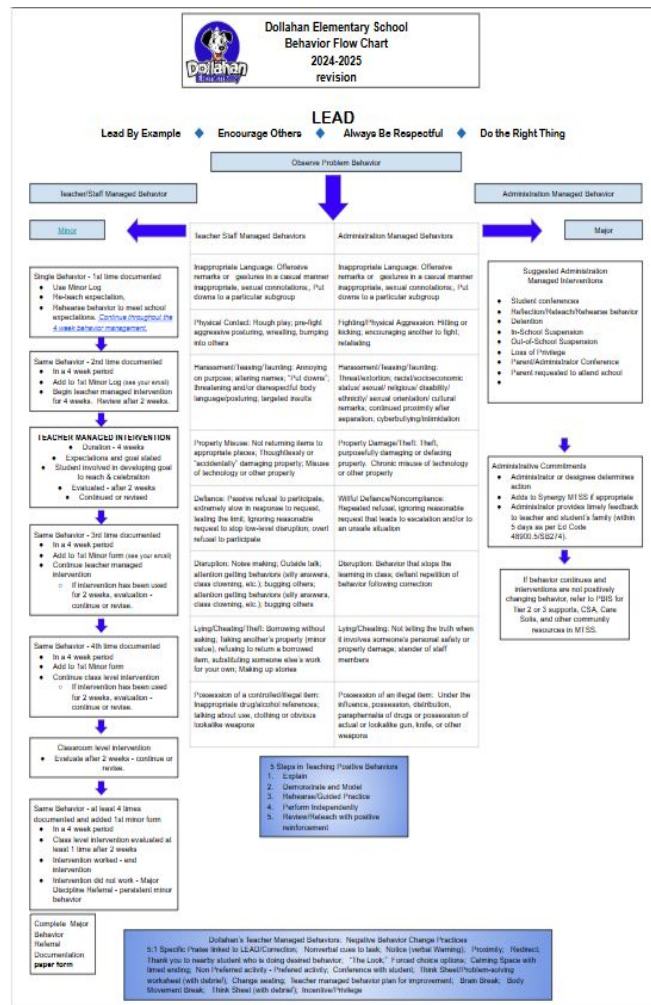 Dollahan Elementary
Dollahan Elementary School
Behavior Flow Chart
2024-2025
revision
LEAD
Lead By Example ◆ Encourage Others ◆ Always Be Respectful ◆ Do the Right Thing
Observe Problem Behavior
Teacher/Staff Managed Behavior
Administration Managed Behavior
Minor
Major
Single Behavior - 1st time documented
● Use Minor Log
● Re-teach expectation,
● Rehearse behavior to meet school
expectations. Continue throughout the
4 week behavior management.
Same Behavior - 2nd time documented
● In a 4 week period
● Add to 1st Minor Log (see your email)
● Begin teacher managed intervention
for 4 weeks. Review after 2 weeks.
TEACHER MANAGED INTERVENTION
● Duration - 4 weeks
● Expectations and goal stated
● Student involved in developing goal
to reach & celebration
● Evaluated - after 2 weeks
● Continued or revised
Same Behavior - 3rd time documented
● In a 4 week period
● Add to 1st Minor form (see your email)
● Continue teacher managed
intervention
○ If intervention has been used
for 2 weeks, evaluation -
continue or revise.
Same Behavior - 4th time documented
● In a 4 week period
● Add to 1st Minor form
● Continue class level intervention
○ If intervention has been used
for 2 weeks, evaluation -
continue or revise.
Classroom level intervention
● Evaluate after 2 weeks - continue or
revise.
Same Behavior - at least 4 times
documented and added 1st minor form
● In a 4 week period
● Class level intervention evaluated at
least 1 time after 2 weeks
● Intervention worked - end
intervention
● Intervention did not work - Major
Discipline Referral - persistent minor
behavior
Complete Major
Behavior
Referral
Documentation
paper form
Teacher Staff Managed Behaviors
Inappropriate Language: Offensive
remarks or gestures in a casual manner
inappropriate, sexual connotations;, Put
downs to a particular subgroup
Physical Contact: Rough play; pre-fight
aggressive posturing, wrestling, bumping
into others
Harassment/Teasing/Taunting: Annoying
on purpose; altering names; "Put downs";
threatening and/or disrespectful body
language/posturing; targeted insults
Property Misuse: Not returning items to
appropriate places; Thoughtlessly or
"accidentally" damaging property; Misuse
of technology or other property
Defiance: Passive refusal to participate,
extremely slow in response to request,
testing the limit; Ignoring reasonable
request to stop low-level disruption; overt
refusal to participate
Disruption: Noise making; Outside talk;
attention getting behaviors (silly answers,
class clowning, etc.); bugging others;
attention getting behaviors (silly answers,
class clowning, etc.); bugging others
Lying/Cheating/Theft: Borrowing without
asking; Taking another's property (minor
value), refusing to return a borrowed
item, substituting someone else's work
for your own; Making up stories
Possession of a controlled/illegal item:
Inappropriate drug/alcohol references;
talking about use, clothing or obvious
lookalike weapons
Administration Managed Behaviors
Inappropriate Language: Offensive
remarks or gestures in a casual manner
inappropriate, sexual connotations;, Put
downs to a particular subgroup
Fighting/Physical Aggression: Hitting or
kicking; encouraging another to fight;
retaliating
Harassment/Teasing/Taunting:
Threat/extortion; racial/socioeconomic
status/ sexual/ religious/ disability/
ethnicity/ sexual orientation/ cultural
remarks; continued proximity after
separation; cyberbullying/intimidation
Property Damage/Theft: Theft,
purposefully damaging or defacing
property. Chronic misuse of technology
or other property
Willful Defiance/Noncompliance:
Repeated refusal, ignoring reasonable
request that leads to escalation and/or to
an unsafe situation
Disruption: Behavior that stops the
learning in class; defiant repetition of
behavior following correction
Lying/Cheating: Not telling the truth when
it involves someone's personal safety or
property damage; slander of staff
members
Possession of an illegal item: Under the
influence, possession, distribution,
paraphernalia of drugs or possession of
actual or lookalike gun, knife, or other
weapons
Suggested Administration
Managed Interventions
● Student conferences
● Reflection/Reteach/Rehearse behavior
● Detention
● In-School Suspension
● Out-of-School Suspension
● Loss of Privilege
● Parent/Administrator Conference
● Parent requested to attend school
●
Administrative Commitments
● Administrator or designee determines
action
● Adds to Synergy MTSS if appropriate
● Administrator provides timely feedback
to teacher and student's family (within
5 days as per Ed Code
48900.5/SB274).
If behavior continues and
interventions are not positively
changing behavior, refer to PBIS for
Tier 2 or 3 supports, CSA, Care
Solis, and other community
resources in MTSS.
5 Steps in Teaching Positive Behaviors
1. Explain
2. Demonstrate and Model
3. Rehearse/Guided Practice
4. Perform Independently
5. Review/Reteach with positive
reinforcement
Dollahan's Teacher Managed Behaviors: Negative Behavior Change Practices
5:1 Specific Praise linked to LEAD/Correction; Nonverbal cues to task; Notice (verbal Warning); Proximity; Redirect;
Thank you to nearby student who is doing desired behavior; "The Look;" Forced choice options; Calming Space with
timed ending; Non Preferred activity - Prefered activity; Conference with student; Think Sheet/Problem-solving
worksheet (with debrief); Change seating; Teacher managed behavior plan for improvement; Brain Break; Body
Movement Break; Think Sheet (with debrief); Incentive/Privilege